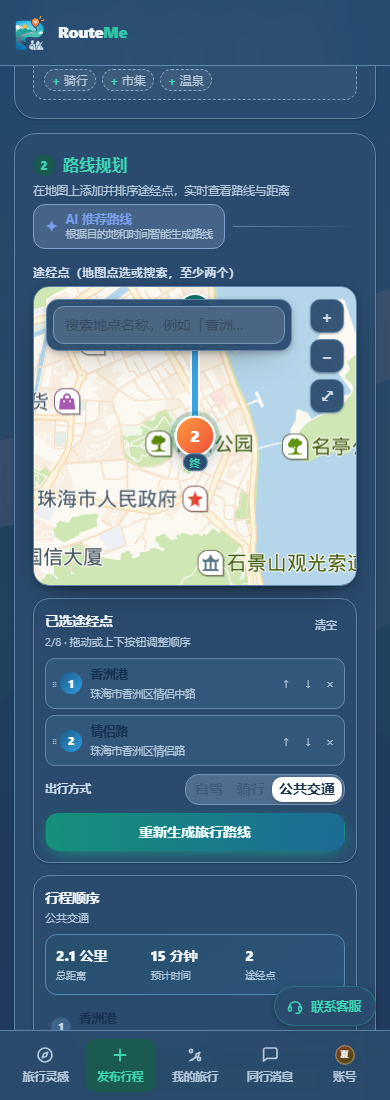 RouteMe
+ 骑行
+ 市集
+ 温泉
2 路线规划
在地图上添加并排序途经点，实时查看路线与距离
AI 推荐路线
根据目的地和时间智能生成路线
途经点（地图点选或搜索，至少两个）
搜索地点名称，例如「香洲...
+
−
货
2
终
公园
名亭
珠海市人民政府
国信大厦
石景山观光索道
已选途经点
清空
2/8 · 拖动或上下按钮调整顺序
1 香洲港 ↑ ↓ ×
珠海市香洲区情侣中路
2 情侣路 ↑ ↓ ×
珠海市香洲区情侣路
出行方式
自驾 骑行 公共交通
重新生成旅行路线
行程顺序
公共交通
2.1 公里 15 分钟 2
总距离 预计时间 途经点
联系客服
1 香洲港
旅行灵感 发布行程 我的旅行 同行消息 账号
夏